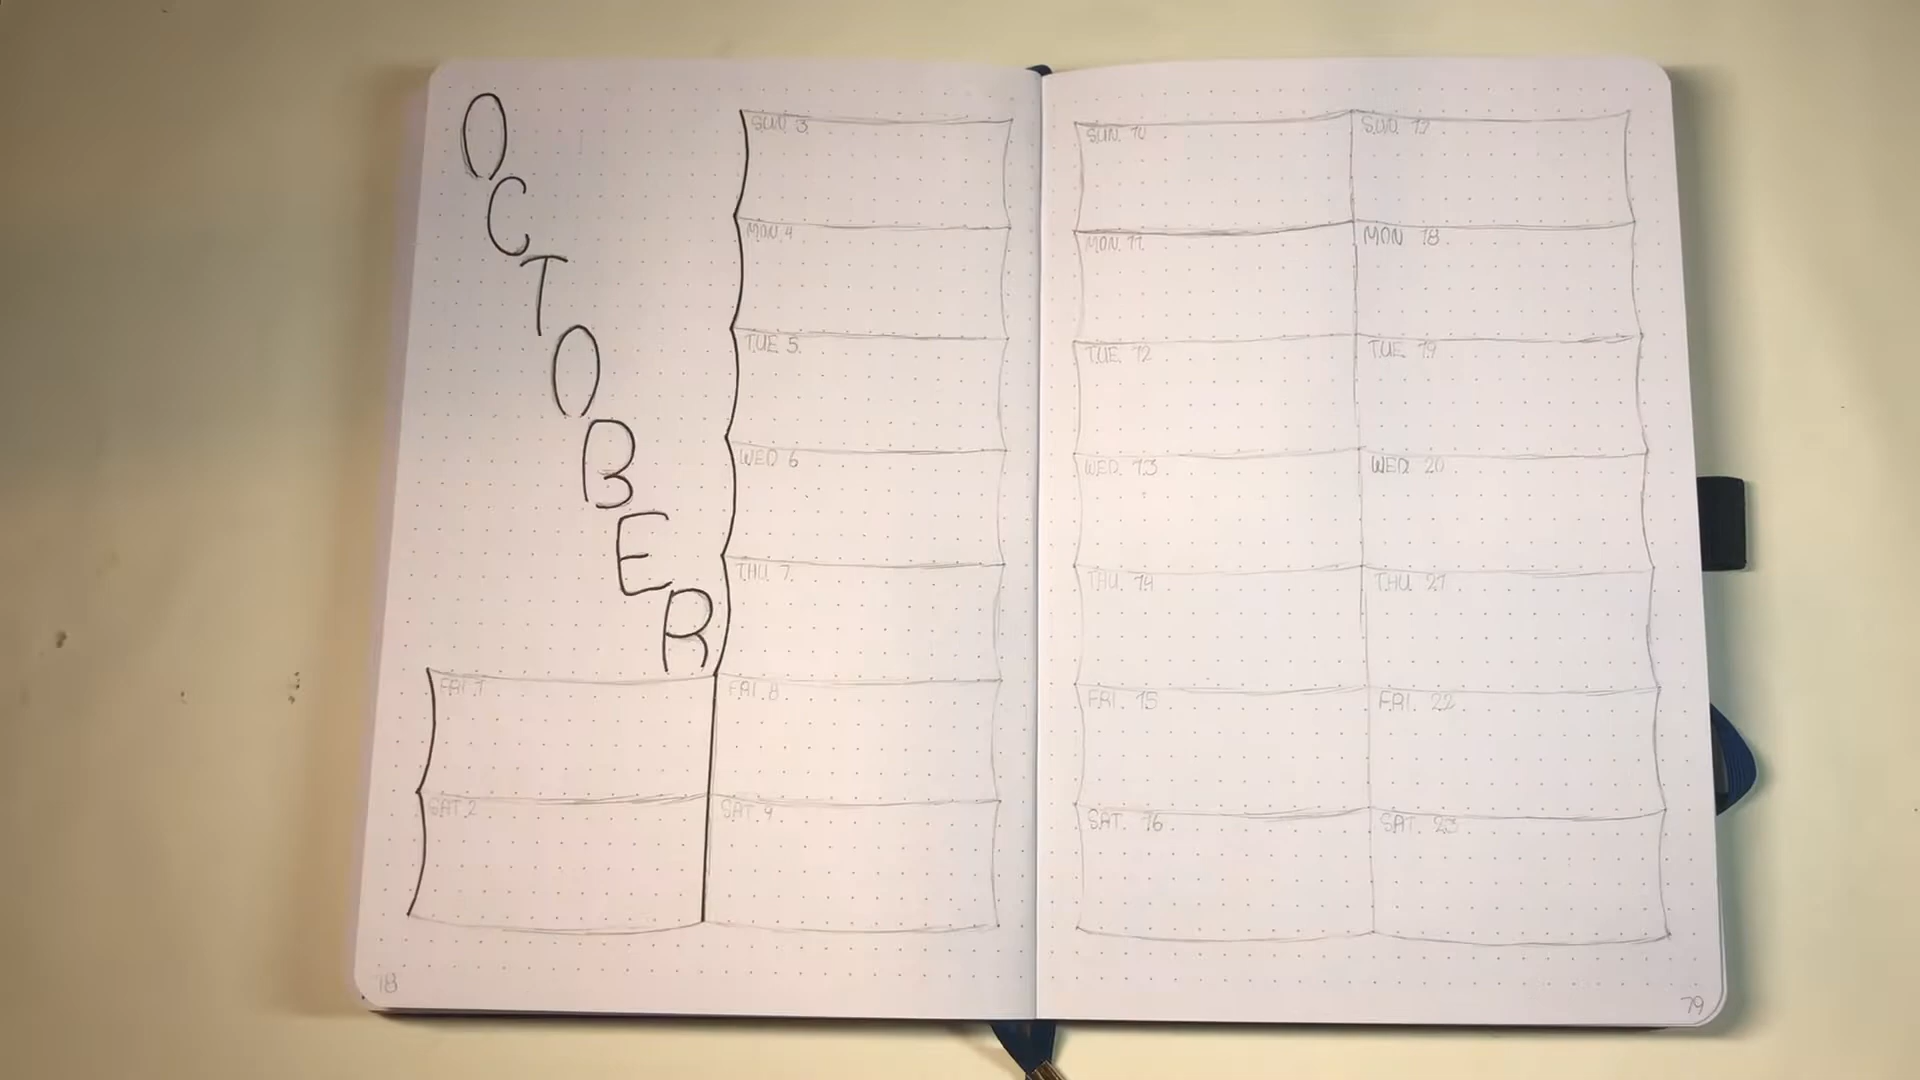 OCTOBER
FRI. 1
SAT. 2
SUN 3
MON. 4
TUE 5
WED 6
THU. 7
FRI. 8
SAT. 9
SUN. 10
MON. 11
TUE 12
WED. 13
THU. 14
FRI. 15
SAT. 16
SUN. 17
MON 18
TUE 19
WED. 20
THU. 21
FRI. 22
SAT. 23
18
19